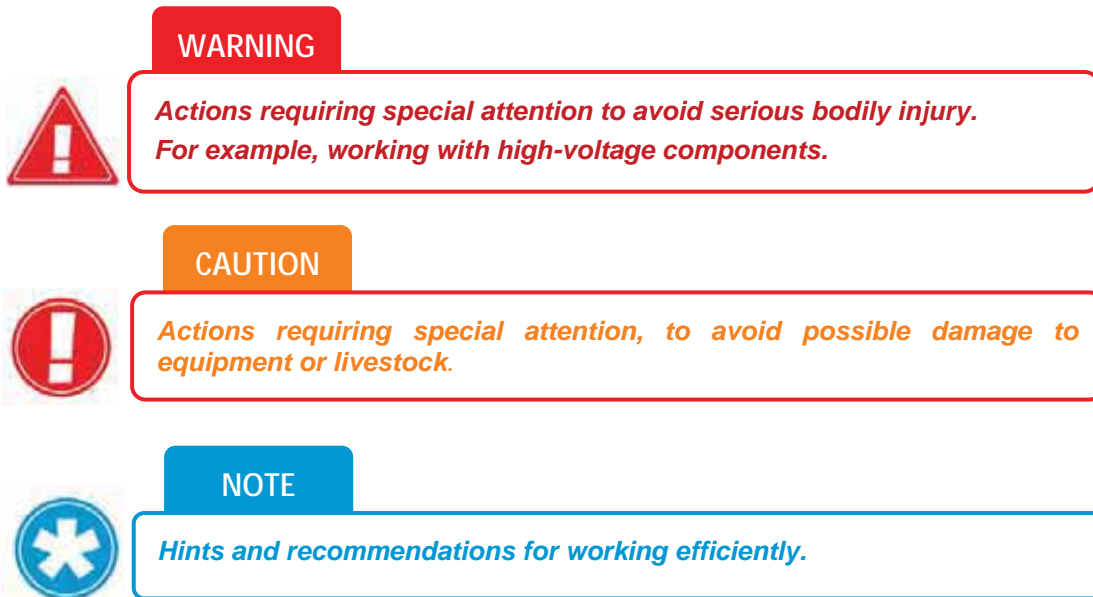 WARNING
Actions requiring special attention to avoid serious bodily injury.
For example, working with high-voltage components.
CAUTION
Actions requiring special attention, to avoid possible damage to
equipment or livestock.
NOTE
Hints and recommendations for working efficiently.